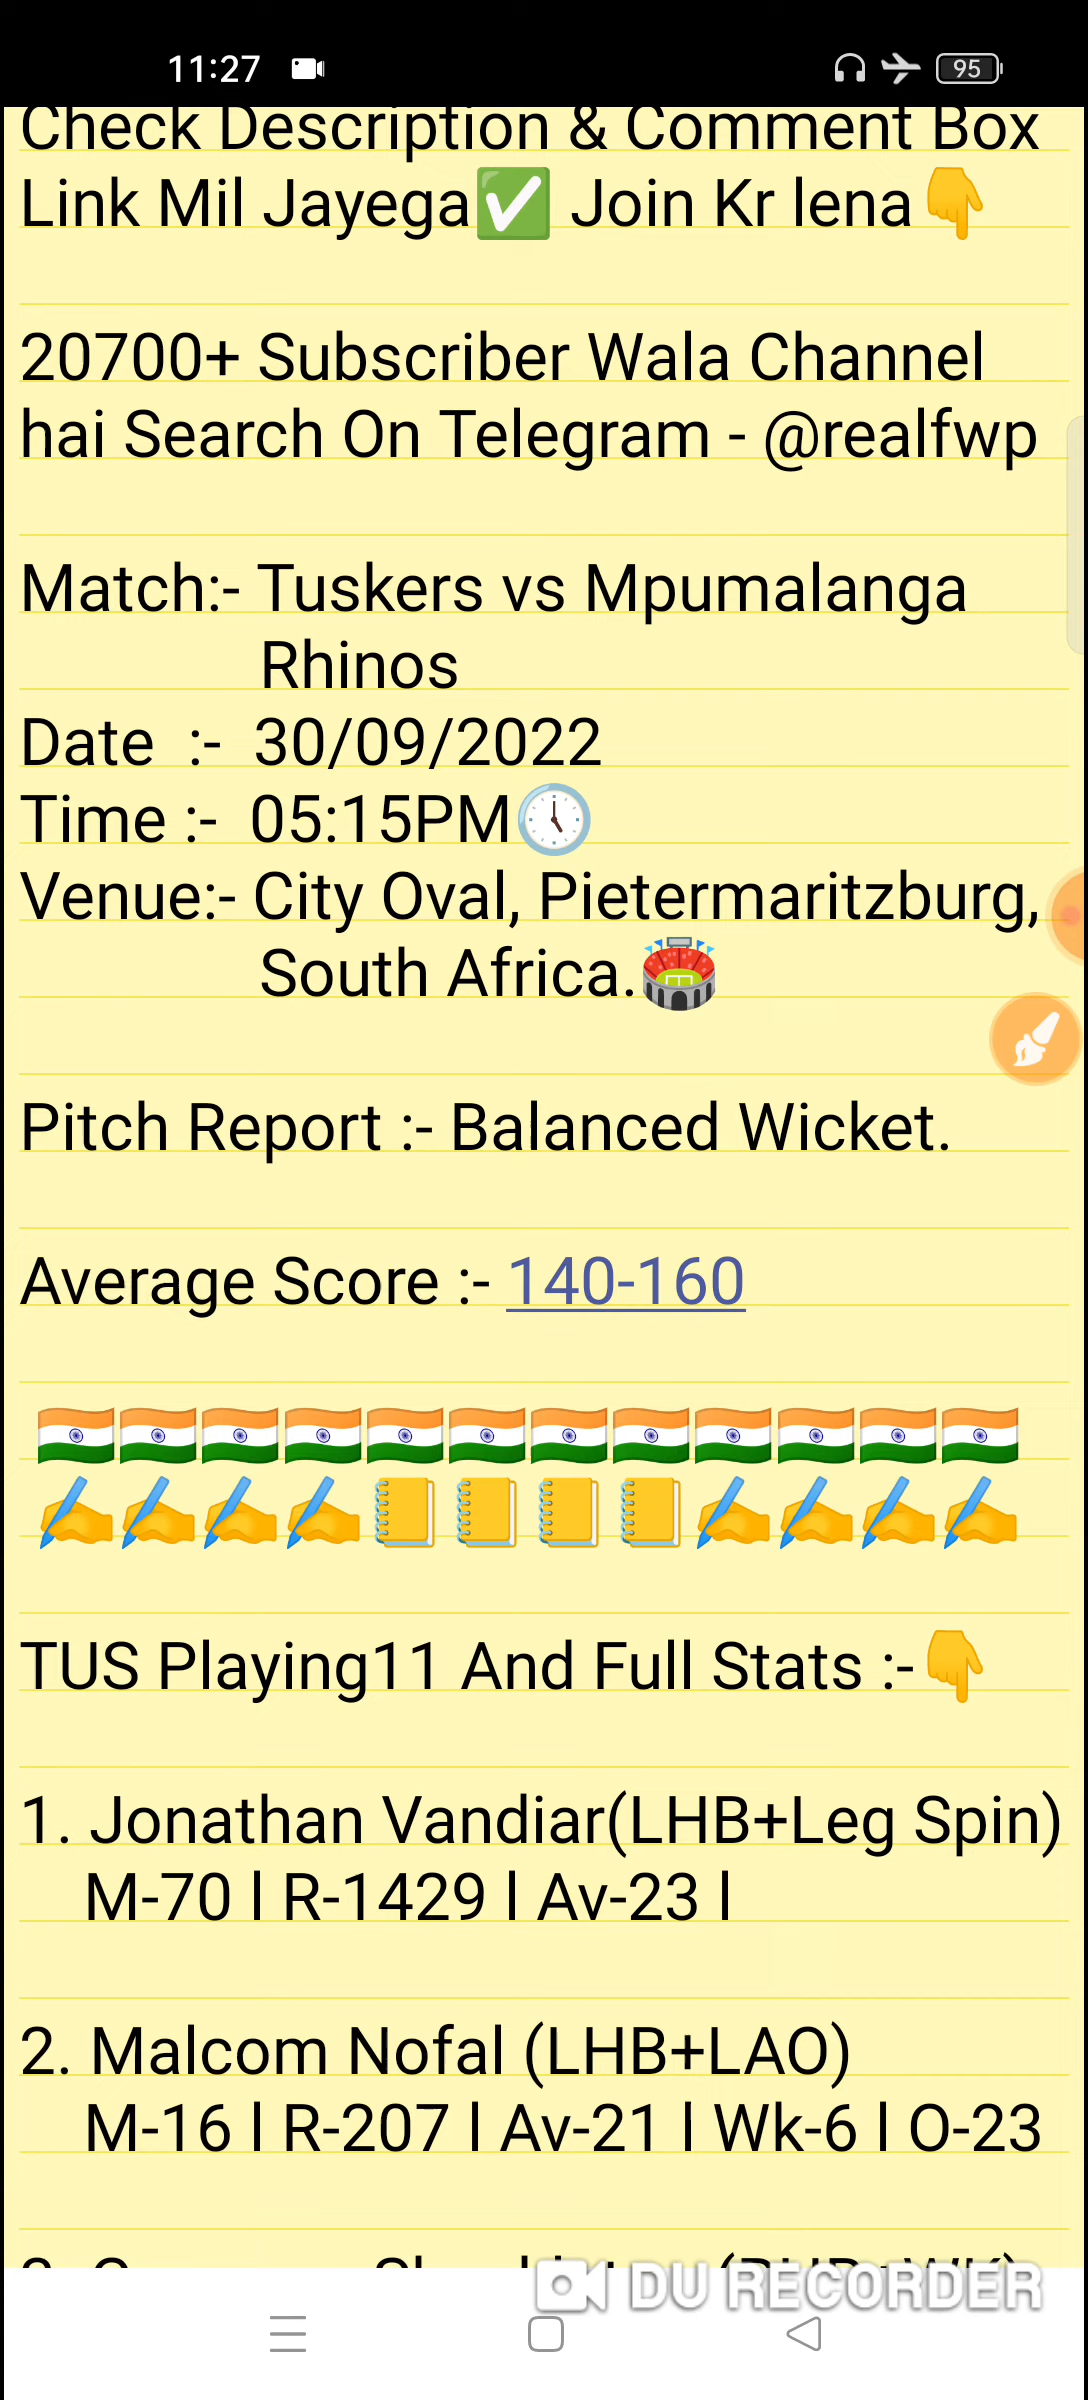 11:27
95
Check Description & Comment Box
Link Mil Jayega✅ Join Kr lena👇
20700+ Subscriber Wala Channel
hai Search On Telegram - @realfwp
Match:- Tuskers vs Mpumalanga
Rhinos
Date :- 30/09/2022
Time :- 05:15PM🕔
Venue:- City Oval, Pietermaritzburg,
South Africa.🏟
Pitch Report :- Balanced Wicket.
Average Score :- 140-160
🇮🇳🇮🇳🇮🇳🇮🇳🇮🇳🇮🇳🇮🇳🇮🇳🇮🇳🇮🇳🇮🇳🇮🇳
✍✍✍✍📒📒📒📒✍✍✍✍
TUS Playing11 And Full Stats :-👇
1. Jonathan Vandiar(LHB+Leg Spin)
M-70 l R-1429 l Av-23 l
2. Malcom Nofal (LHB+LAO)
M-16 l R-207 l Av-21 l Wk-6 l O-23
DU RECORDER